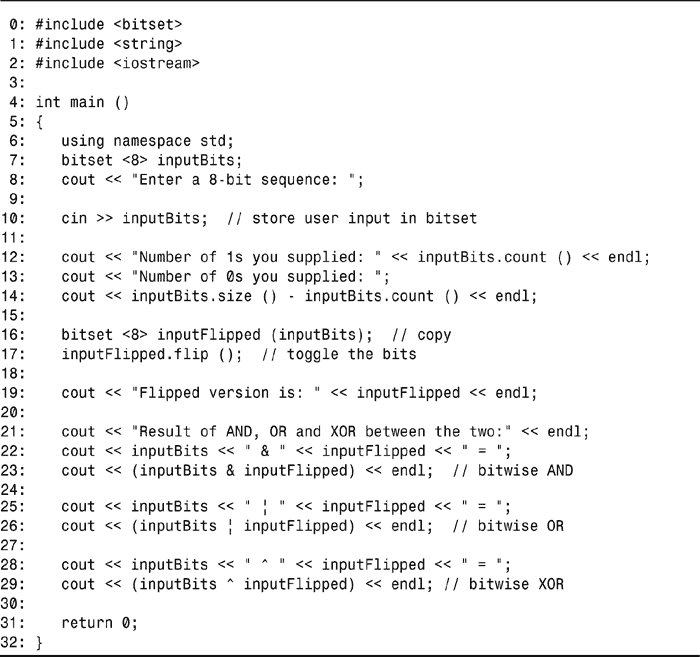 0: #include <bitset>
1: #include <string>
2: #include <iostream>
3:
4: int main ()
5: {
6:    using namespace std;
7:    bitset <8> inputBits;
8:    cout << "Enter a 8-bit sequence: ";
9:
10:    cin >> inputBits;  // store user input in bitset
11:
12:    cout << "Number of 1s you supplied: " << inputBits.count () << endl;
13:    cout << "Number of 0s you supplied: ";
14:    cout << inputBits.size () - inputBits.count () << endl;
15:
16:    bitset <8> inputFlipped (inputBits);  // copy
17:    inputFlipped.flip ();  // toggle the bits
18:
19:    cout << "Flipped version is: " << inputFlipped << endl;
20:
21:    cout << "Result of AND, OR and XOR between the two:" << endl;
22:    cout << inputBits << " & " << inputFlipped << " = ";
23:    cout << (inputBits & inputFlipped) << endl;  // bitwise AND
24:
25:    cout << inputBits << " ¦ " << inputFlipped << " = ";
26:    cout << (inputBits ¦ inputFlipped) << endl;  // bitwise OR
27:
28:    cout << inputBits << " ^ " << inputFlipped << " = ";
29:    cout << (inputBits ^ inputFlipped) << endl; // bitwise XOR
30:
31:    return 0;
32: }